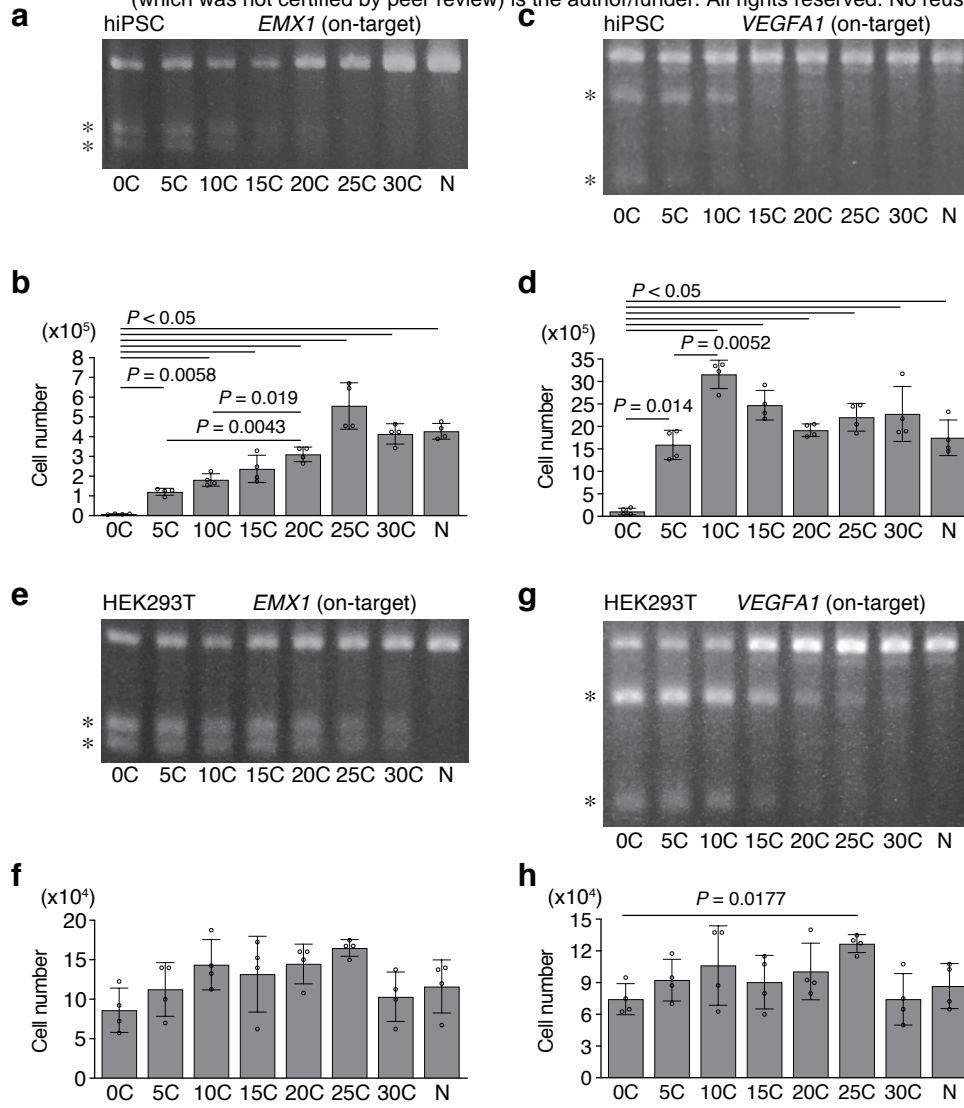 (which was not certified by peer review) is the author/funder. All rights reserved. No reus
a
hiPSC EMX1 (on-target)
*
*
0C 5C 10C 15C 20C 25C 30C N
c
hiPSC VEGFA1 (on-target)
*
*
0C 5C 10C 15C 20C 25C 30C N
b
P < 0.05
(x10⁵)
P = 0.0058
P = 0.019
P = 0.0043
Cell number
8
7
6
5
4
3
2
1
0
0C 5C 10C 15C 20C 25C 30C N
d
P < 0.05
(x10⁵)
P = 0.0052
P = 0.014
Cell number
35
30
25
20
15
10
5
0
0C 5C 10C 15C 20C 25C 30C N
e
HEK293T EMX1 (on-target)
*
*
0C 5C 10C 15C 20C 25C 30C N
g
HEK293T VEGFA1 (on-target)
*
*
0C 5C 10C 15C 20C 25C 30C N
f
(x10⁴)
Cell number
20
15
10
5
0
0C 5C 10C 15C 20C 25C 30C N
h
(x10⁴)
P = 0.0177
Cell number
15
12
9
6
3
0
0C 5C 10C 15C 20C 25C 30C N